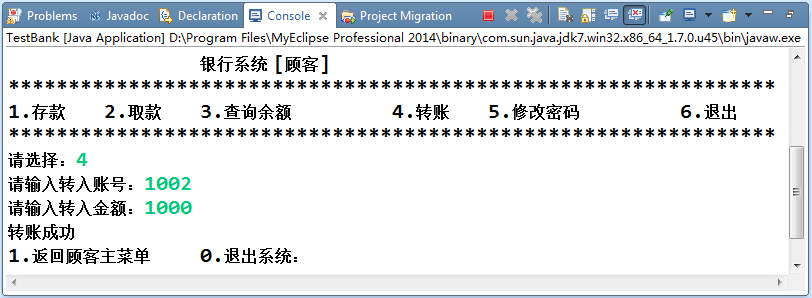 Problems Javadoc Declaration Console Project Migration
TestBank [Java Application] D:\Program Files\MyEclipse Professional 2014\binary\com.sun.java.jdk7.win32.x86_64_1.7.0.u45\bin\javaw.exe
银行系统 [顾客]
****************************************************************
1.存款 2.取款 3.查询余额 4.转账 5.修改密码 6.退出
****************************************************************
请选择：4
请输入转入账号：1002
请输入转入金额：1000
转账成功
1.返回顾客主菜单 0.退出系统：